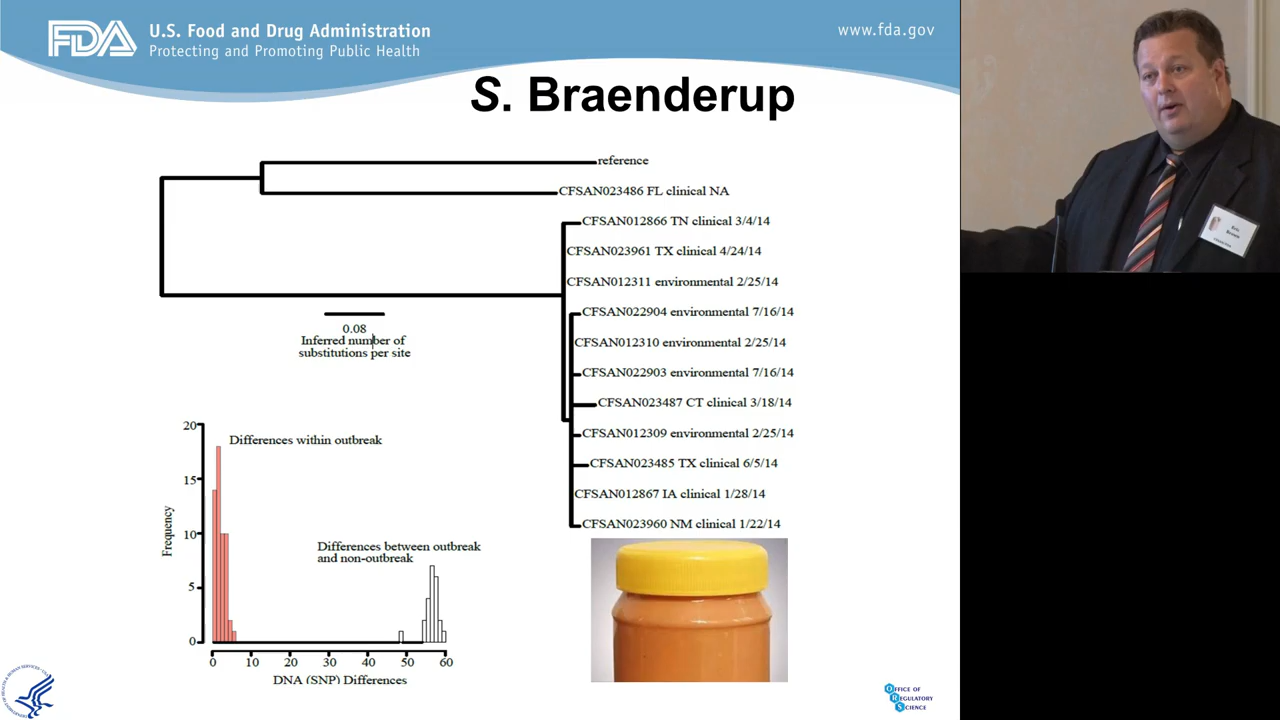 FDA
U.S. Food and Drug Administration
Protecting and Promoting Public Health
www.fda.gov
S. Braenderup
reference
CFSAN023486 FL clinical NA
CFSAN012866 TN clinical 3/4/14
CFSAN023961 TX clinical 4/24/14
CFSAN012311 environmental 2/25/14
CFSAN022904 environmental 7/16/14
CFSAN012310 environmental 2/25/14
CFSAN022903 environmental 7/16/14
CFSAN023487 CT clinical 3/18/14
CFSAN012309 environmental 2/25/14
CFSAN023485 TX clinical 6/5/14
CFSAN012867 IA clinical 1/28/14
CFSAN023960 NM clinical 1/22/14
0.08
Inferred number of
substitutions per site
Differences within outbreak
Differences between outbreak
and non-outbreak
Frequency
20
15
10
5
0
0 10 20 30 40 50 60
DNA (SNP) Differences
OFFICE OF
REGULATORY
SCIENCE
Eric
Brown